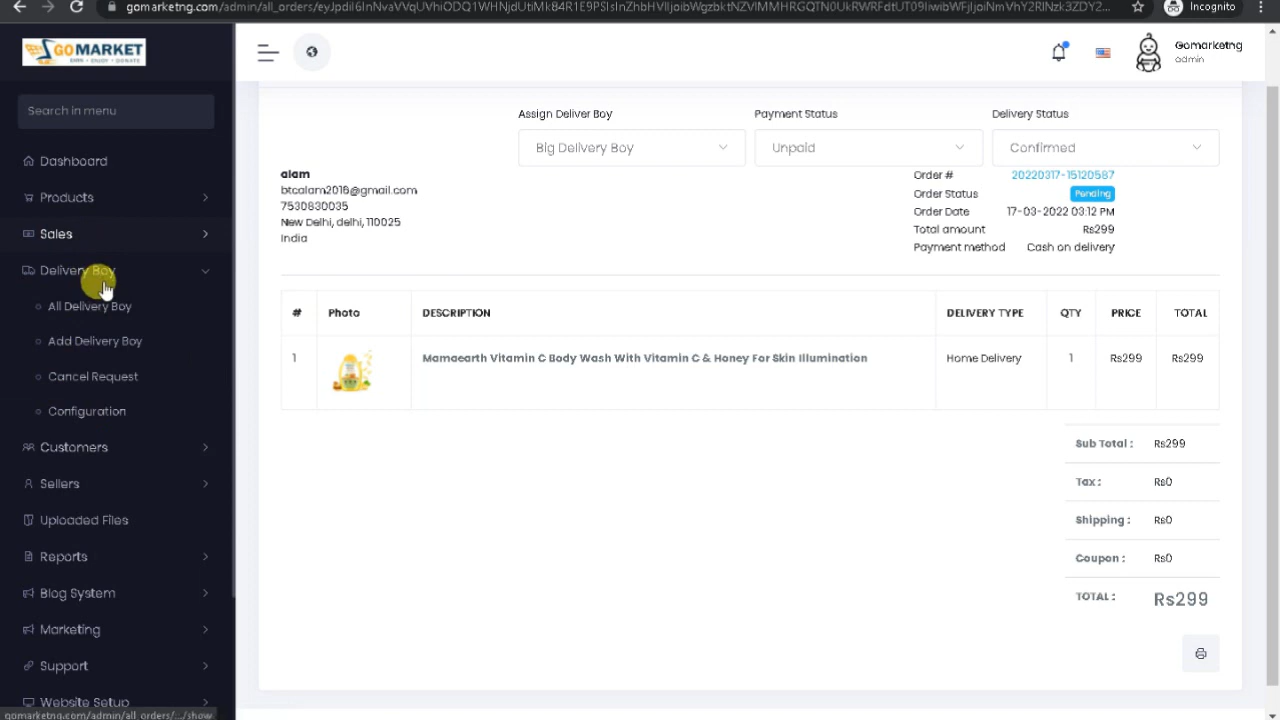 Incognito
GOMARKET
EARN - ENJOY - DONATE
Gomarketng
admin
Search in menu
Dashboard
Products
Sales
Delivery Boy
All Delivery Boy
Add Delivery Boy
Cancel Request
Configuration
Customers
Sellers
Uploaded Files
Reports
Blog System
Marketing
Support
Website Setup
gomarketng.com/admin/all_orders/.../show
Assign Deliver Boy
Big Delivery Boy
Payment Status
Unpaid
Delivery Status
Confirmed
alam
btcalam2016@gmail.com
7530830035
New Delhi, delhi, 110025
India
Order # 20220317-15120587
Order Status Pending
Order Date 17-03-2022 03:12 PM
Total amount Rs299
Payment method Cash on delivery
# Photo DESCRIPTION DELIVERY TYPE QTY PRICE TOTAL
1 Mamaearth Vitamin C Body Wash With Vitamin C & Honey For Skin Illumination Home Delivery 1 Rs299 Rs299
Sub Total : Rs299
Tax : Rs0
Shipping : Rs0
Coupon : Rs0
TOTAL : Rs299